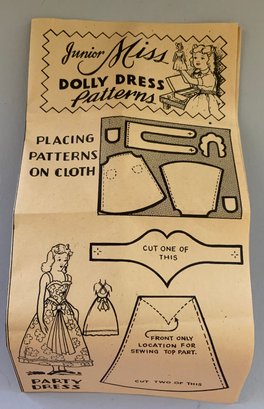 Junior Miss
DOLLY DRESS
Patterns
PLACING
PATTERNS
ON CLOTH
CUT ONE OF
THIS
FRONT ONLY
LOCATION FOR
SEWING TOP PART.
CUT TWO OF THIS
PARTY
DRESS